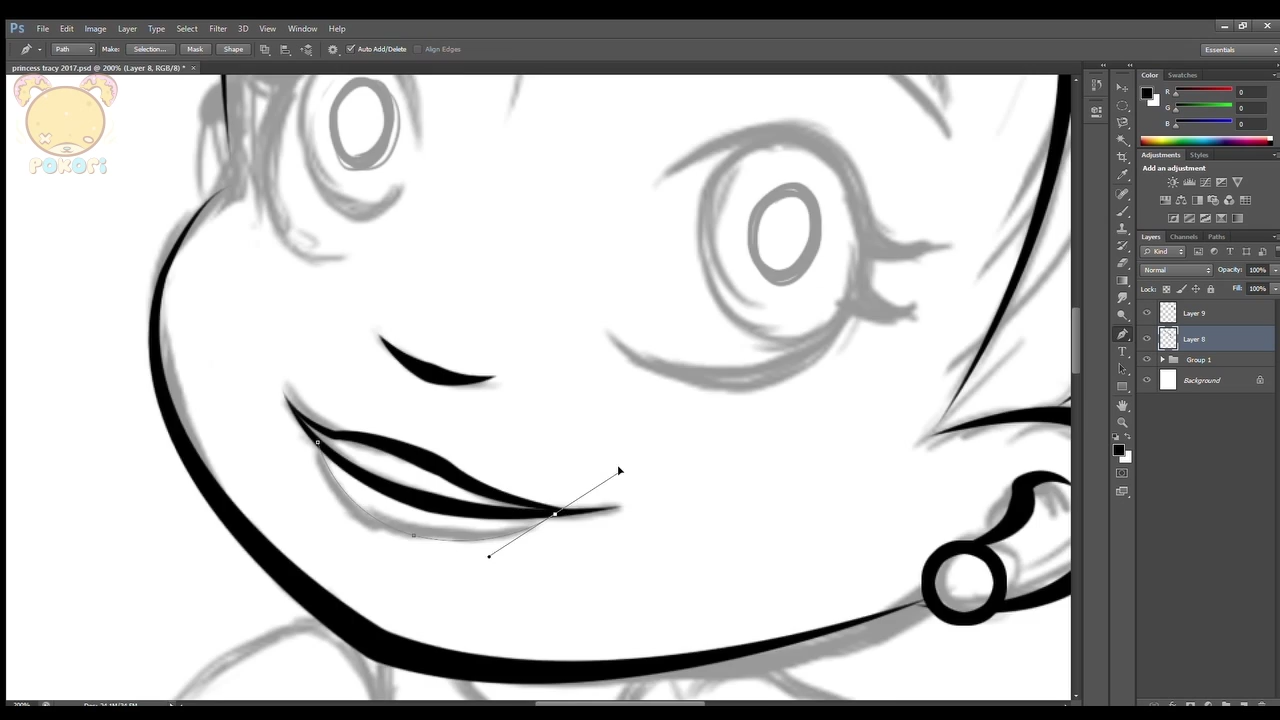 Ps File Edit Image Layer Type Select Filter 3D View Window Help
Path Make: Selection... Mask Shape Auto Add/Delete Align Edges Essentials
princess tracy 2017.psd @ 200% (Layer 8, RGB/8) * ×
Color Swatches
R 0
G 0
B 0
POKORi
Adjustments Styles
Add an adjustment
Layers Channels Paths
Kind
Normal Opacity: 100%
Lock: Fill: 100%
Layer 9
Layer 8
Group 1
Background